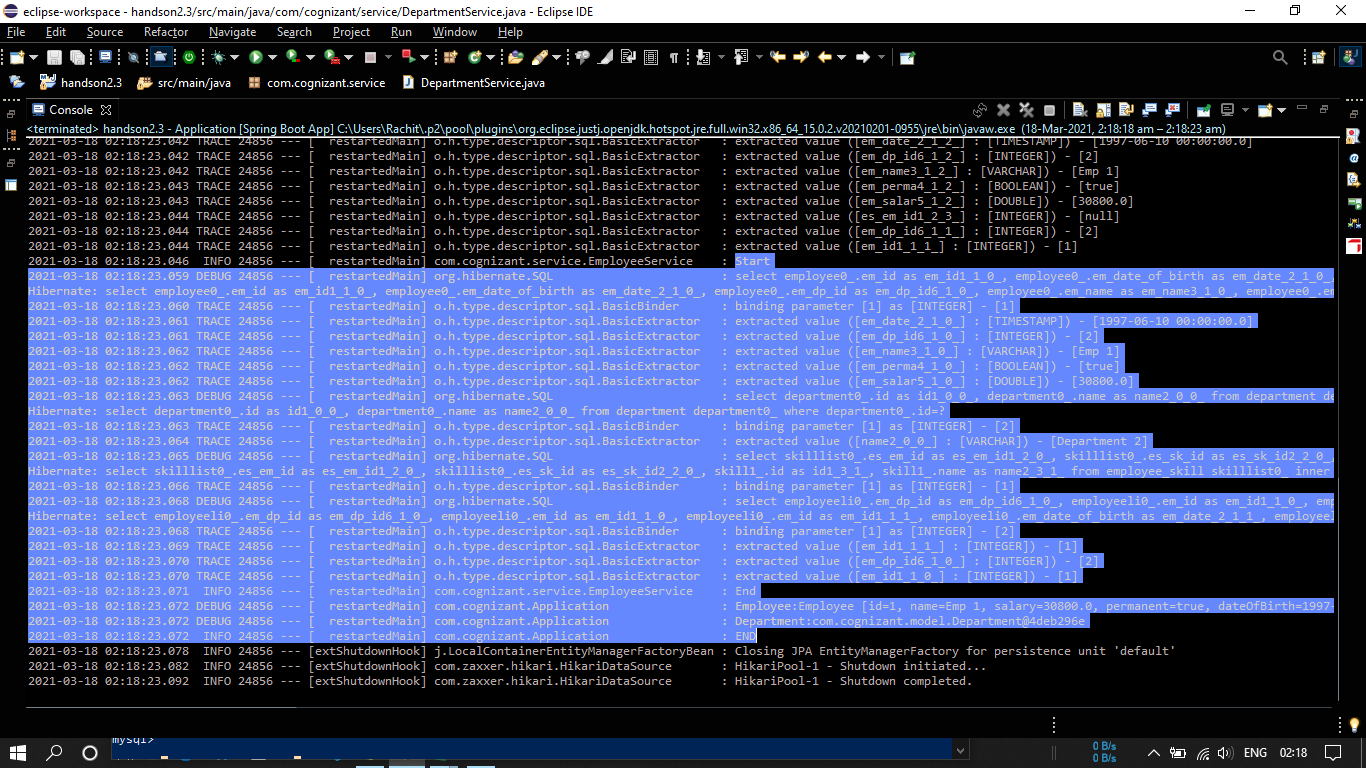 eclipse-workspace - handson2.3/src/main/java/com/cognizant/service/DepartmentService.java - Eclipse IDE
File Edit Source Refactor Navigate Search Project Run Window Help
handson2.3 src/main/java com.cognizant.service DepartmentService.java
Console
<terminated> handson2.3 - Application [Spring Boot App] C:\Users\Rachit\.p2\pool\plugins\org.eclipse.justj.openjdk.hotspot.jre.full.win32.x86_64_15.0.2.v20210201-0955\jre\bin\javaw.exe (18-Mar-2021, 2:18:18 am – 2:18:23 am)
2021-03-18 02:18:23.042 TRACE 24856 --- [  restartedMain] o.h.type.descriptor.sql.BasicExtractor   : extracted value ([em_date_2_1_2_] : [TIMESTAMP]) - [1997-06-10 00:00:00.0]
2021-03-18 02:18:23.042 TRACE 24856 --- [  restartedMain] o.h.type.descriptor.sql.BasicExtractor   : extracted value ([em_dp_id6_1_2_] : [INTEGER]) - [2]
2021-03-18 02:18:23.042 TRACE 24856 --- [  restartedMain] o.h.type.descriptor.sql.BasicExtractor   : extracted value ([em_name3_1_2_] : [VARCHAR]) - [Emp 1]
2021-03-18 02:18:23.043 TRACE 24856 --- [  restartedMain] o.h.type.descriptor.sql.BasicExtractor   : extracted value ([em_perma4_1_2_] : [BOOLEAN]) - [true]
2021-03-18 02:18:23.043 TRACE 24856 --- [  restartedMain] o.h.type.descriptor.sql.BasicExtractor   : extracted value ([em_salar5_1_2_] : [DOUBLE]) - [30800.0]
2021-03-18 02:18:23.044 TRACE 24856 --- [  restartedMain] o.h.type.descriptor.sql.BasicExtractor   : extracted value ([es_em_id1_2_3_] : [INTEGER]) - [null]
2021-03-18 02:18:23.044 TRACE 24856 --- [  restartedMain] o.h.type.descriptor.sql.BasicExtractor   : extracted value ([em_dp_id6_1_1_] : [INTEGER]) - [2]
2021-03-18 02:18:23.044 TRACE 24856 --- [  restartedMain] o.h.type.descriptor.sql.BasicExtractor   : extracted value ([em_id1_1_1_] : [INTEGER]) - [1]
2021-03-18 02:18:23.046  INFO 24856 --- [  restartedMain] com.cognizant.service.EmployeeService    : Start
2021-03-18 02:18:23.059 DEBUG 24856 --- [  restartedMain] org.hibernate.SQL                        : select employee0_.em_id as em_id1_1_0_, employee0_.em_date_of_birth as em_date_2_1_0_,
Hibernate: select employee0_.em_id as em_id1_1_0_, employee0_.em_date_of_birth as em_date_2_1_0_, employee0_.em_dp_id as em_dp_id6_1_0_, employee0_.em_name as em_name3_1_0_, employee0_.em
2021-03-18 02:18:23.060 TRACE 24856 --- [  restartedMain] o.h.type.descriptor.sql.BasicBinder      : binding parameter [1] as [INTEGER] - [1]
2021-03-18 02:18:23.061 TRACE 24856 --- [  restartedMain] o.h.type.descriptor.sql.BasicExtractor   : extracted value ([em_date_2_1_0_] : [TIMESTAMP]) - [1997-06-10 00:00:00.0]
2021-03-18 02:18:23.061 TRACE 24856 --- [  restartedMain] o.h.type.descriptor.sql.BasicExtractor   : extracted value ([em_dp_id6_1_0_] : [INTEGER]) - [2]
2021-03-18 02:18:23.062 TRACE 24856 --- [  restartedMain] o.h.type.descriptor.sql.BasicExtractor   : extracted value ([em_name3_1_0_] : [VARCHAR]) - [Emp 1]
2021-03-18 02:18:23.062 TRACE 24856 --- [  restartedMain] o.h.type.descriptor.sql.BasicExtractor   : extracted value ([em_perma4_1_0_] : [BOOLEAN]) - [true]
2021-03-18 02:18:23.062 TRACE 24856 --- [  restartedMain] o.h.type.descriptor.sql.BasicExtractor   : extracted value ([em_salar5_1_0_] : [DOUBLE]) - [30800.0]
2021-03-18 02:18:23.063 DEBUG 24856 --- [  restartedMain] org.hibernate.SQL                        : select department0_.id as id1_0_0_, department0_.name as name2_0_0_ from department de
Hibernate: select department0_.id as id1_0_0_, department0_.name as name2_0_0_ from department department0_ where department0_.id=?
2021-03-18 02:18:23.063 TRACE 24856 --- [  restartedMain] o.h.type.descriptor.sql.BasicBinder      : binding parameter [1] as [INTEGER] - [2]
2021-03-18 02:18:23.064 TRACE 24856 --- [  restartedMain] o.h.type.descriptor.sql.BasicExtractor   : extracted value ([name2_0_0_] : [VARCHAR]) - [Department 2]
2021-03-18 02:18:23.065 DEBUG 24856 --- [  restartedMain] org.hibernate.SQL                        : select skilllist0_.es_em_id as es_em_id1_2_0_, skilllist0_.es_sk_id as es_sk_id2_2_0_,
Hibernate: select skilllist0_.es_em_id as es_em_id1_2_0_, skilllist0_.es_sk_id as es_sk_id2_2_0_, skill1_.id as id1_3_1_, skill1_.name as name2_3_1_ from employee_skill skilllist0_ inner
2021-03-18 02:18:23.066 TRACE 24856 --- [  restartedMain] o.h.type.descriptor.sql.BasicBinder      : binding parameter [1] as [INTEGER] - [1]
2021-03-18 02:18:23.068 DEBUG 24856 --- [  restartedMain] org.hibernate.SQL                        : select employeeli0_.em_dp_id as em_dp_id6_1_0_, employeeli0_.em_id as em_id1_1_0_, emp
Hibernate: select employeeli0_.em_dp_id as em_dp_id6_1_0_, employeeli0_.em_id as em_id1_1_0_, employeeli0_.em_id as em_id1_1_1_, employeeli0_.em_date_of_birth as em_date_2_1_1_, employee
2021-03-18 02:18:23.068 TRACE 24856 --- [  restartedMain] o.h.type.descriptor.sql.BasicBinder      : binding parameter [1] as [INTEGER] - [2]
2021-03-18 02:18:23.069 TRACE 24856 --- [  restartedMain] o.h.type.descriptor.sql.BasicExtractor   : extracted value ([em_id1_1_1_] : [INTEGER]) - [1]
2021-03-18 02:18:23.070 TRACE 24856 --- [  restartedMain] o.h.type.descriptor.sql.BasicExtractor   : extracted value ([em_dp_id6_1_0_] : [INTEGER]) - [2]
2021-03-18 02:18:23.070 TRACE 24856 --- [  restartedMain] o.h.type.descriptor.sql.BasicExtractor   : extracted value ([em_id1_1_0_] : [INTEGER]) - [1]
2021-03-18 02:18:23.071  INFO 24856 --- [  restartedMain] com.cognizant.service.EmployeeService    : End
2021-03-18 02:18:23.072 DEBUG 24856 --- [  restartedMain] com.cognizant.Application                : Employee:Employee [id=1, name=Emp 1, salary=30800.0, permanent=true, dateOfBirth=1997-
2021-03-18 02:18:23.072 DEBUG 24856 --- [  restartedMain] com.cognizant.Application                : Department:com.cognizant.model.Department@4deb296e
2021-03-18 02:18:23.072  INFO 24856 --- [  restartedMain] com.cognizant.Application                : END
2021-03-18 02:18:23.078  INFO 24856 --- [extShutdownHook] j.LocalContainerEntityManagerFactoryBean : Closing JPA EntityManagerFactory for persistence unit 'default'
2021-03-18 02:18:23.082  INFO 24856 --- [extShutdownHook] com.zaxxer.hikari.HikariDataSource       : HikariPool-1 - Shutdown initiated...
2021-03-18 02:18:23.092  INFO 24856 --- [extShutdownHook] com.zaxxer.hikari.HikariDataSource       : HikariPool-1 - Shutdown completed.
mysql>
0 B/s
0 B/s
ENG 02:18